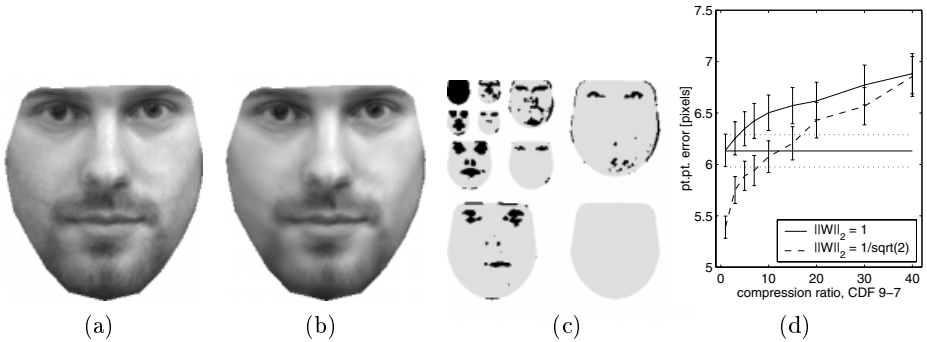 7.5
7
6.5
6
5.5
5
pt.pt. error [pixels]
||W||2 = 1
||W||2 = 1/sqrt(2)
0 10 20 30 40
compression ratio, CDF 9−7
(a) (b) (c) (d)